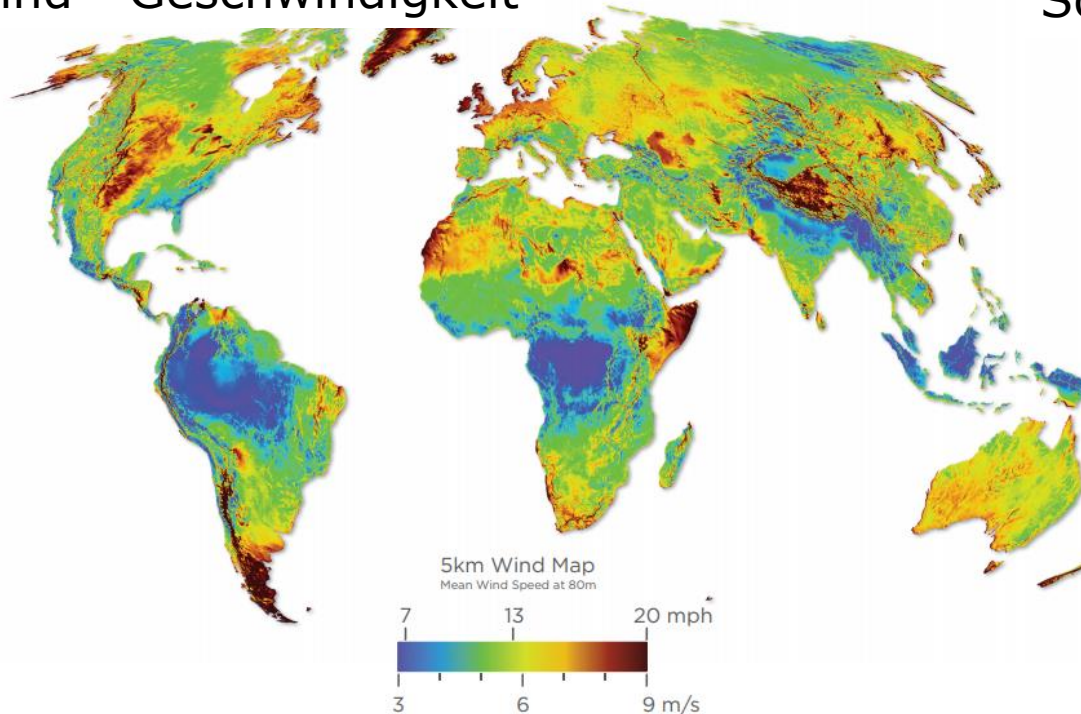 Geschwindigkeit
5km Wind Map
Mean Wind Speed at 80m
7 13 20 mph
3 6 9 m/s